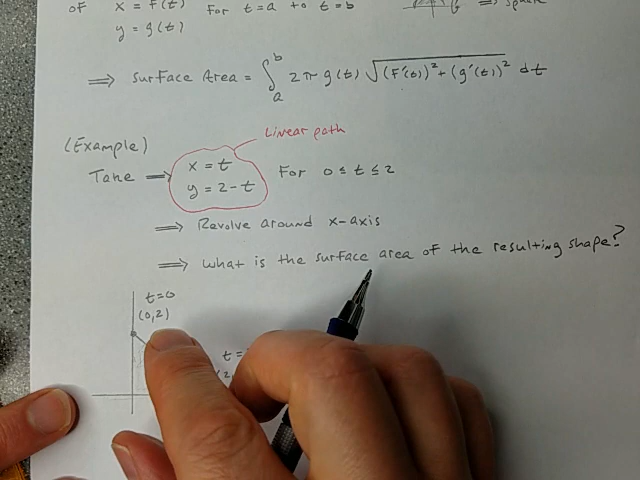 of x = f(t) For t=a to t=b
y = g(t)
⟹ Surface Area = ∫_a^b 2π g(t) √((f'(t))² + (g'(t))²) dt
Linear path
(Example)
Take ⟹ x = t For 0 ≤ t ≤ 2
y = 2-t
⟹ Revolve around x-axis
⟹ What is the surface area of the resulting shape?
t=0
(0,2)
t=